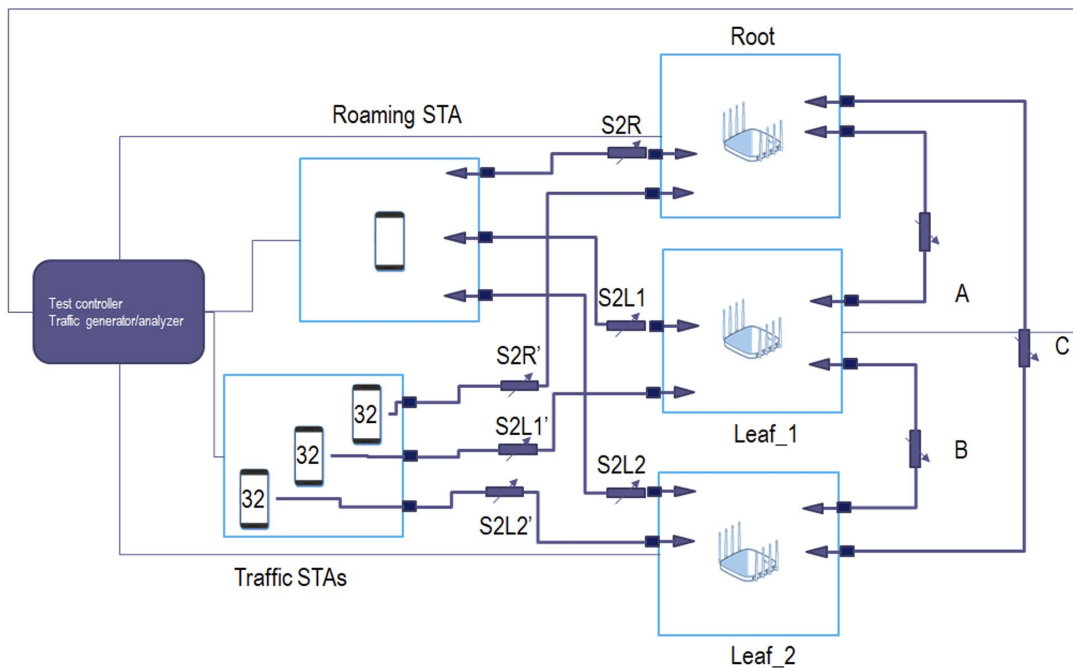 Root
Roaming STA
S2R
Test controller
Traffic generator/analyzer
A
S2L1
C
S2R’
32
S2L1’
Leaf_1
32
S2L2
B
32
S2L2’
Traffic STAs
Leaf_2